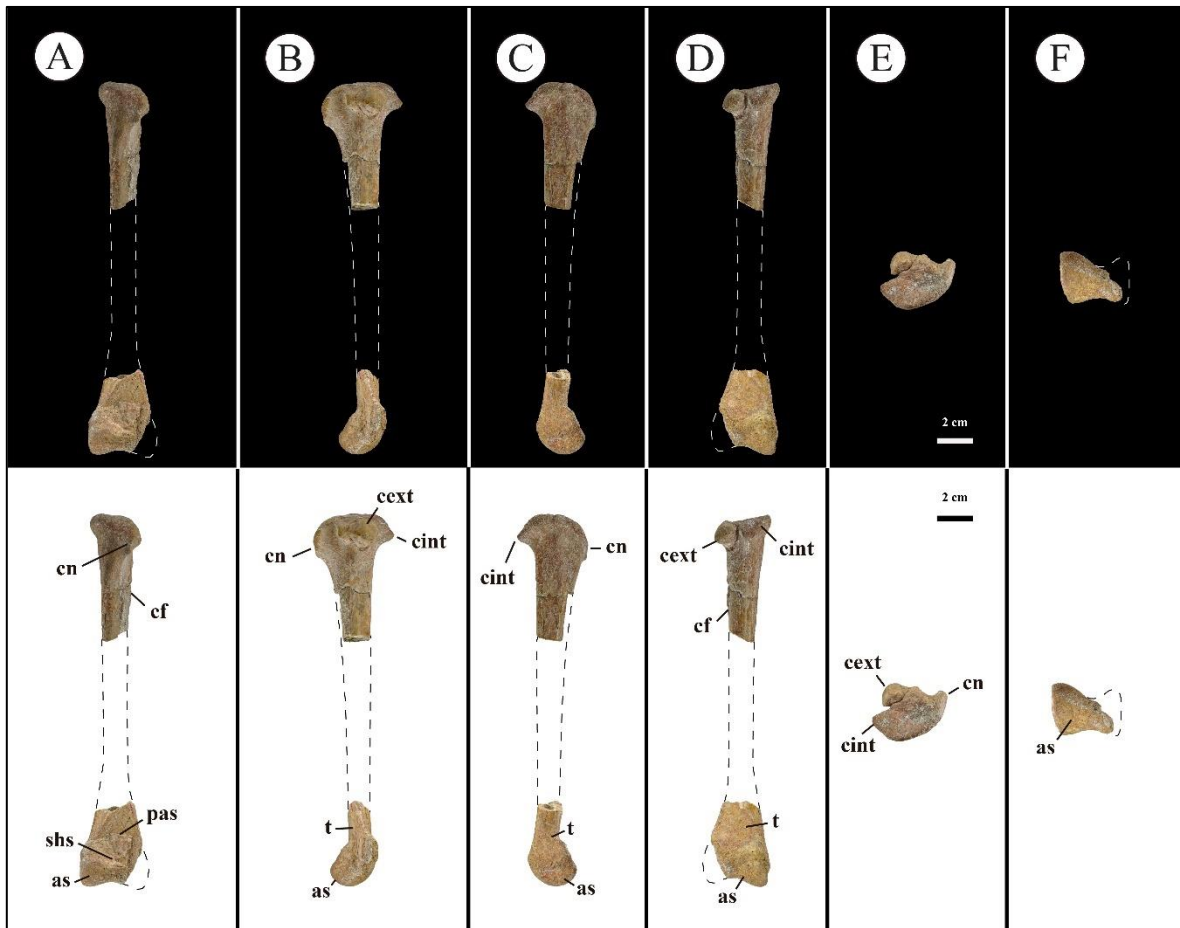 A
B
C
D
E
F
2 cm
2 cm
cn
cf
pas
shs
as
cext
cn
cint
t
as
cn
cint
t
as
cext
cint
cf
t
as
cext
cn
cint
as